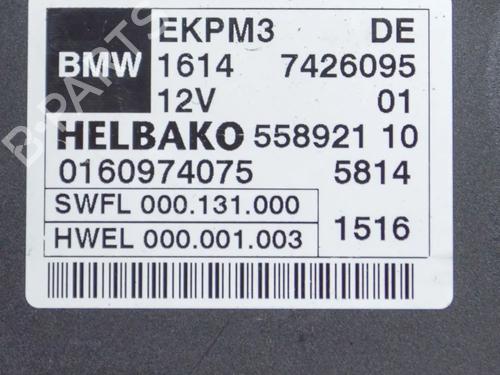 EKPM3 DE
BMW 1614 7426095
12V 01
HELBAKO 558921 10
0160974075 5814
SWFL 000.131.000
HWEL 000.001.003 1516
B-PARTS